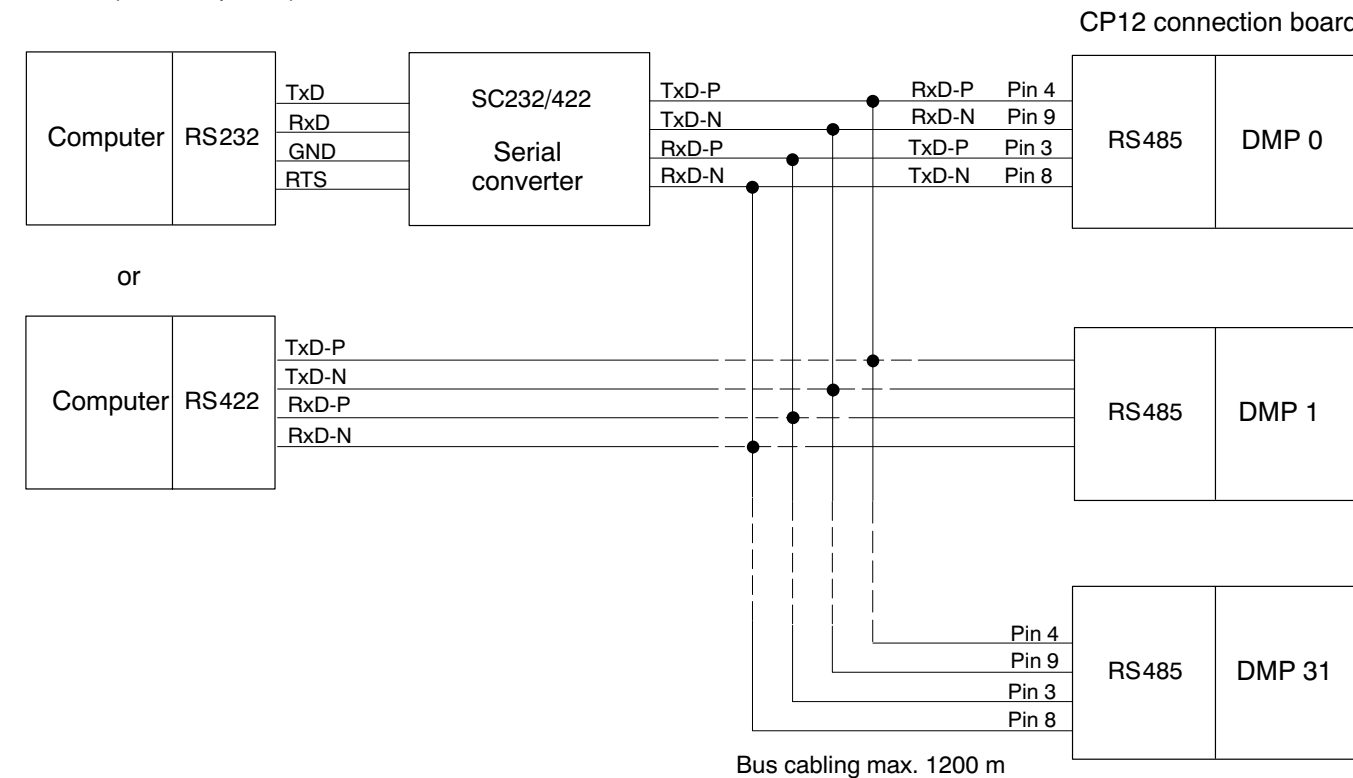 CP12 connection board
Computer RS232
TxD
RxD
GND
RTS
SC232/422
Serial
converter
TxD-P
TxD-N
RxD-P
RxD-N
RxD-P Pin 4
RxD-N Pin 9
TxD-P Pin 3
TxD-N Pin 8
RS485 DMP 0
or
Computer RS422
TxD-P
TxD-N
RxD-P
RxD-N
RS485 DMP 1
Pin 4
Pin 9
Pin 3
Pin 8
RS485 DMP 31
Bus cabling max. 1200 m